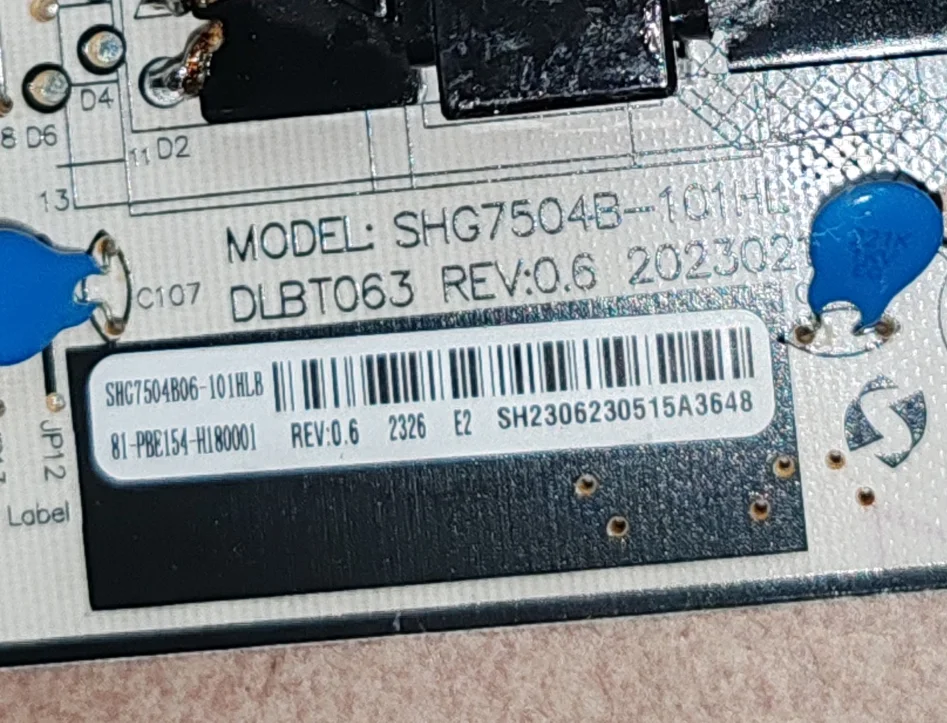 D4
8 D6
11 D2
13
MODEL: SHG7504B-101HL
DLBT063 REV:0.6
C107
SHG7504B06-101HLB
81-PBE154-H180001 REV:0.6 2326 E2 SH2306230515A3648
JP12
Label